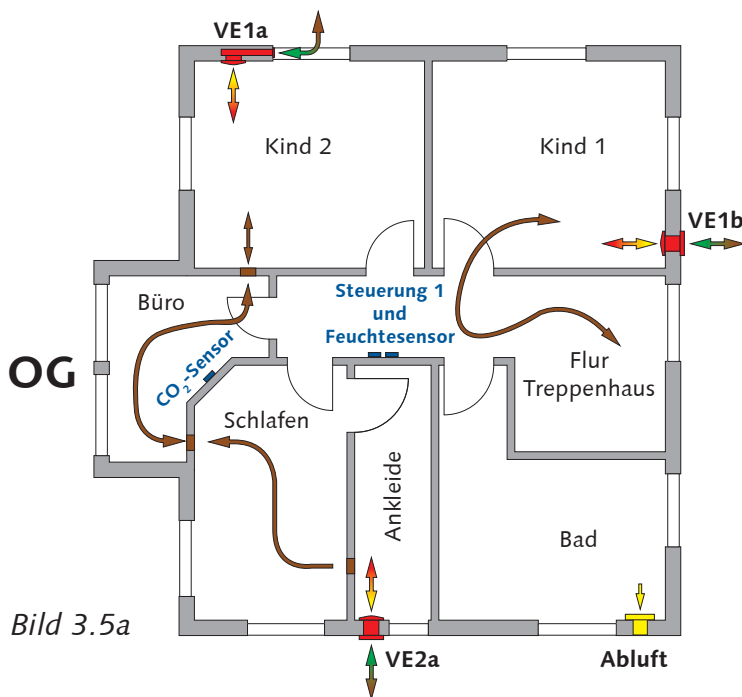 VE1a
Kind 2
Kind 1
VE1b
Büro
Steuerung 1
und
Feuchtesensor
OG
CO2-Sensor
Flur
Treppenhaus
Schlafen
Ankleide
Bad
Bild 3.5a
VE2a
Abluft